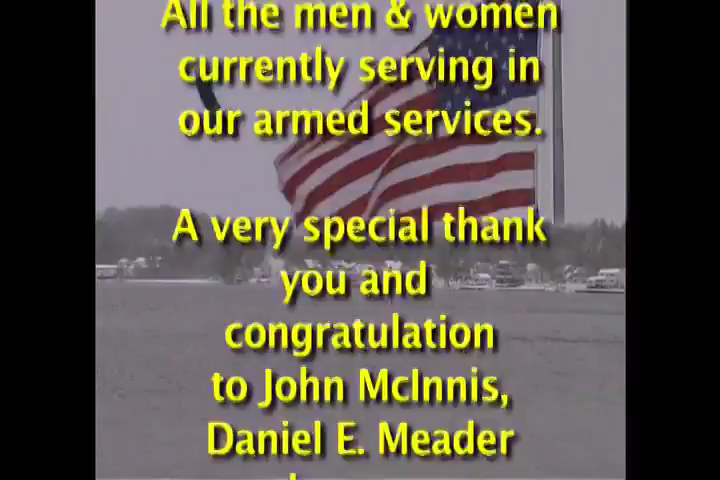 All the men & women
currently serving in
our armed services.
A very special thank
you and
congratulation
to John McInnis,
Daniel E. Meader